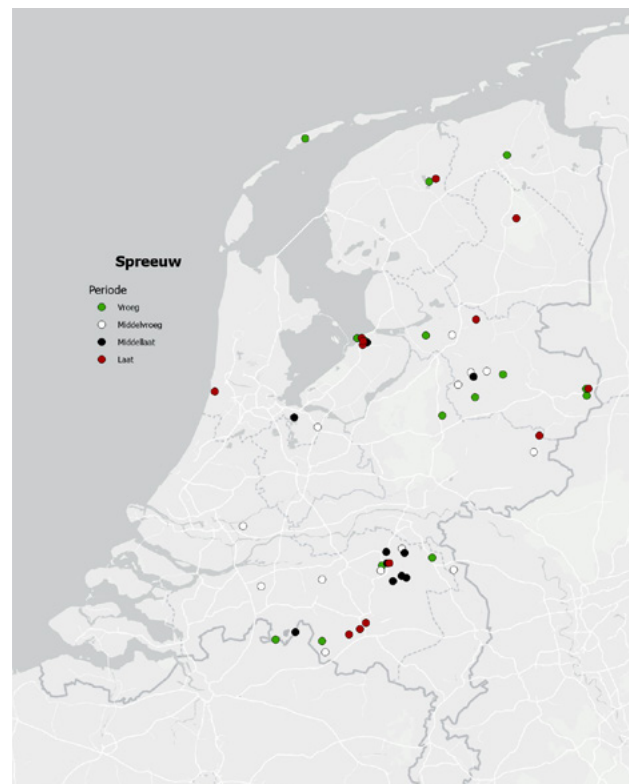 Spreeuw
Periode
Vroeg
Middelvroeg
Middellaat
Laat